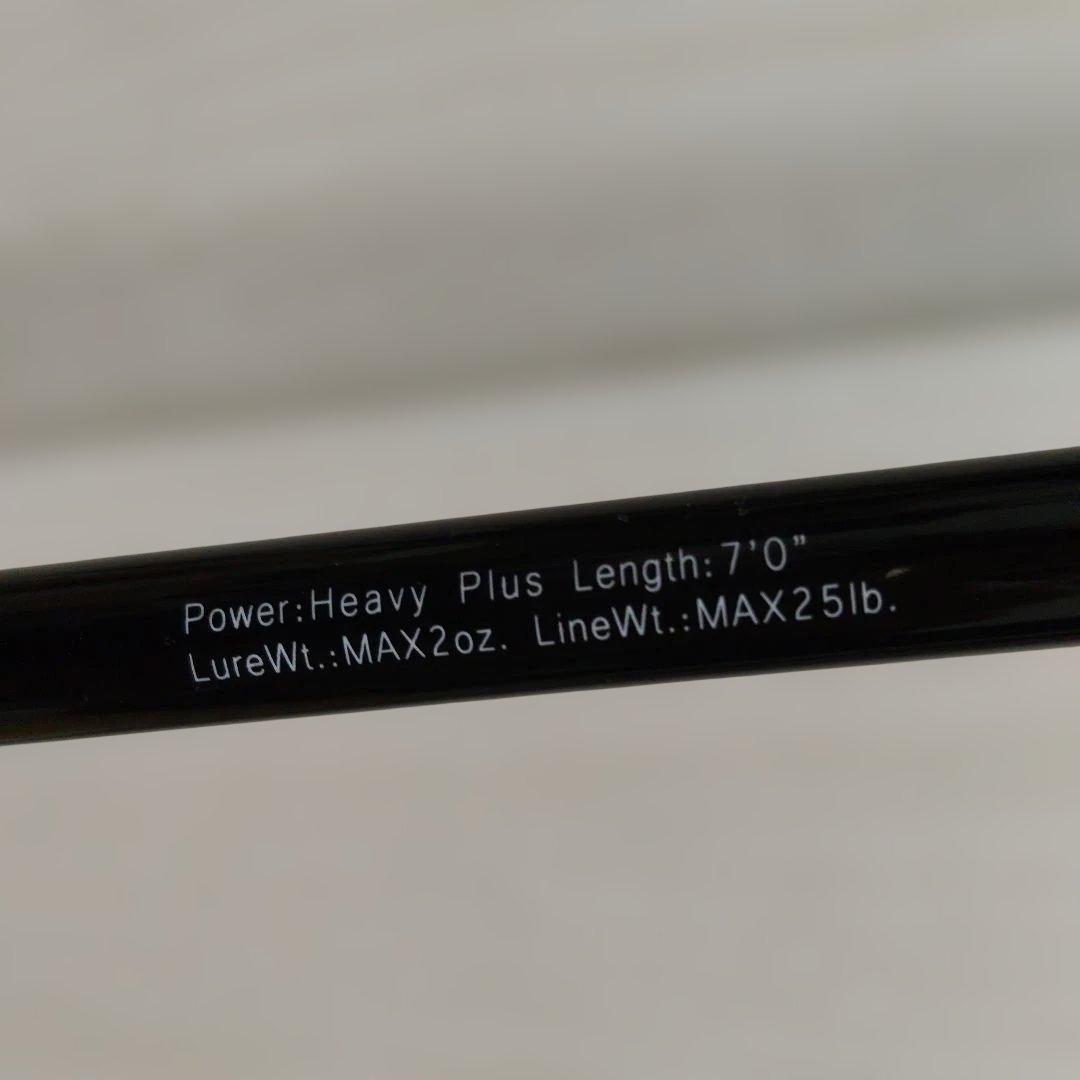 Power:Heavy Plus Length:7'0"
LureWt.:MAX2oz. LineWt.:MAX25lb.